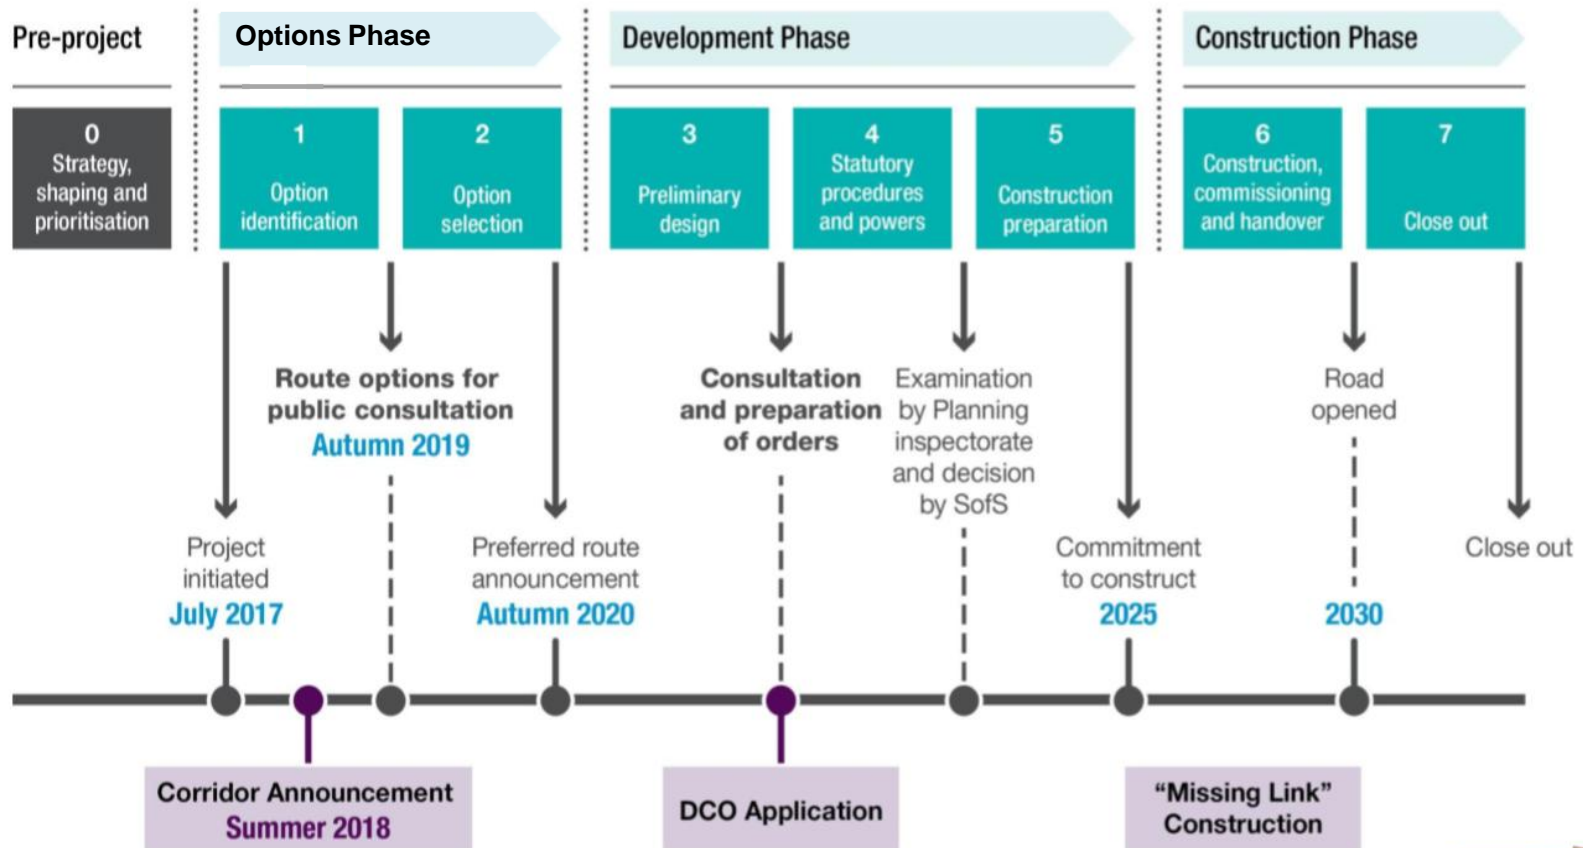 Pre-project
Options Phase
Development Phase
Construction Phase
0
Strategy,
shaping and
prioritisation
1
Option
identification
2
Option
selection
3
Preliminary
design
4
Statutory
procedures
and powers
5
Construction
preparation
6
Construction,
commissioning
and handover
7
Close out
Route options for
public consultation
Autumn 2019
Consultation
and preparation
of orders
Examination
by Planning
inspectorate
and decision
by SofS
Road
opened
Project
initiated
July 2017
Preferred route
announcement
Autumn 2020
Commitment
to construct
2025
2030
Close out
Corridor Announcement
Summer 2018
DCO Application
“Missing Link”
Construction